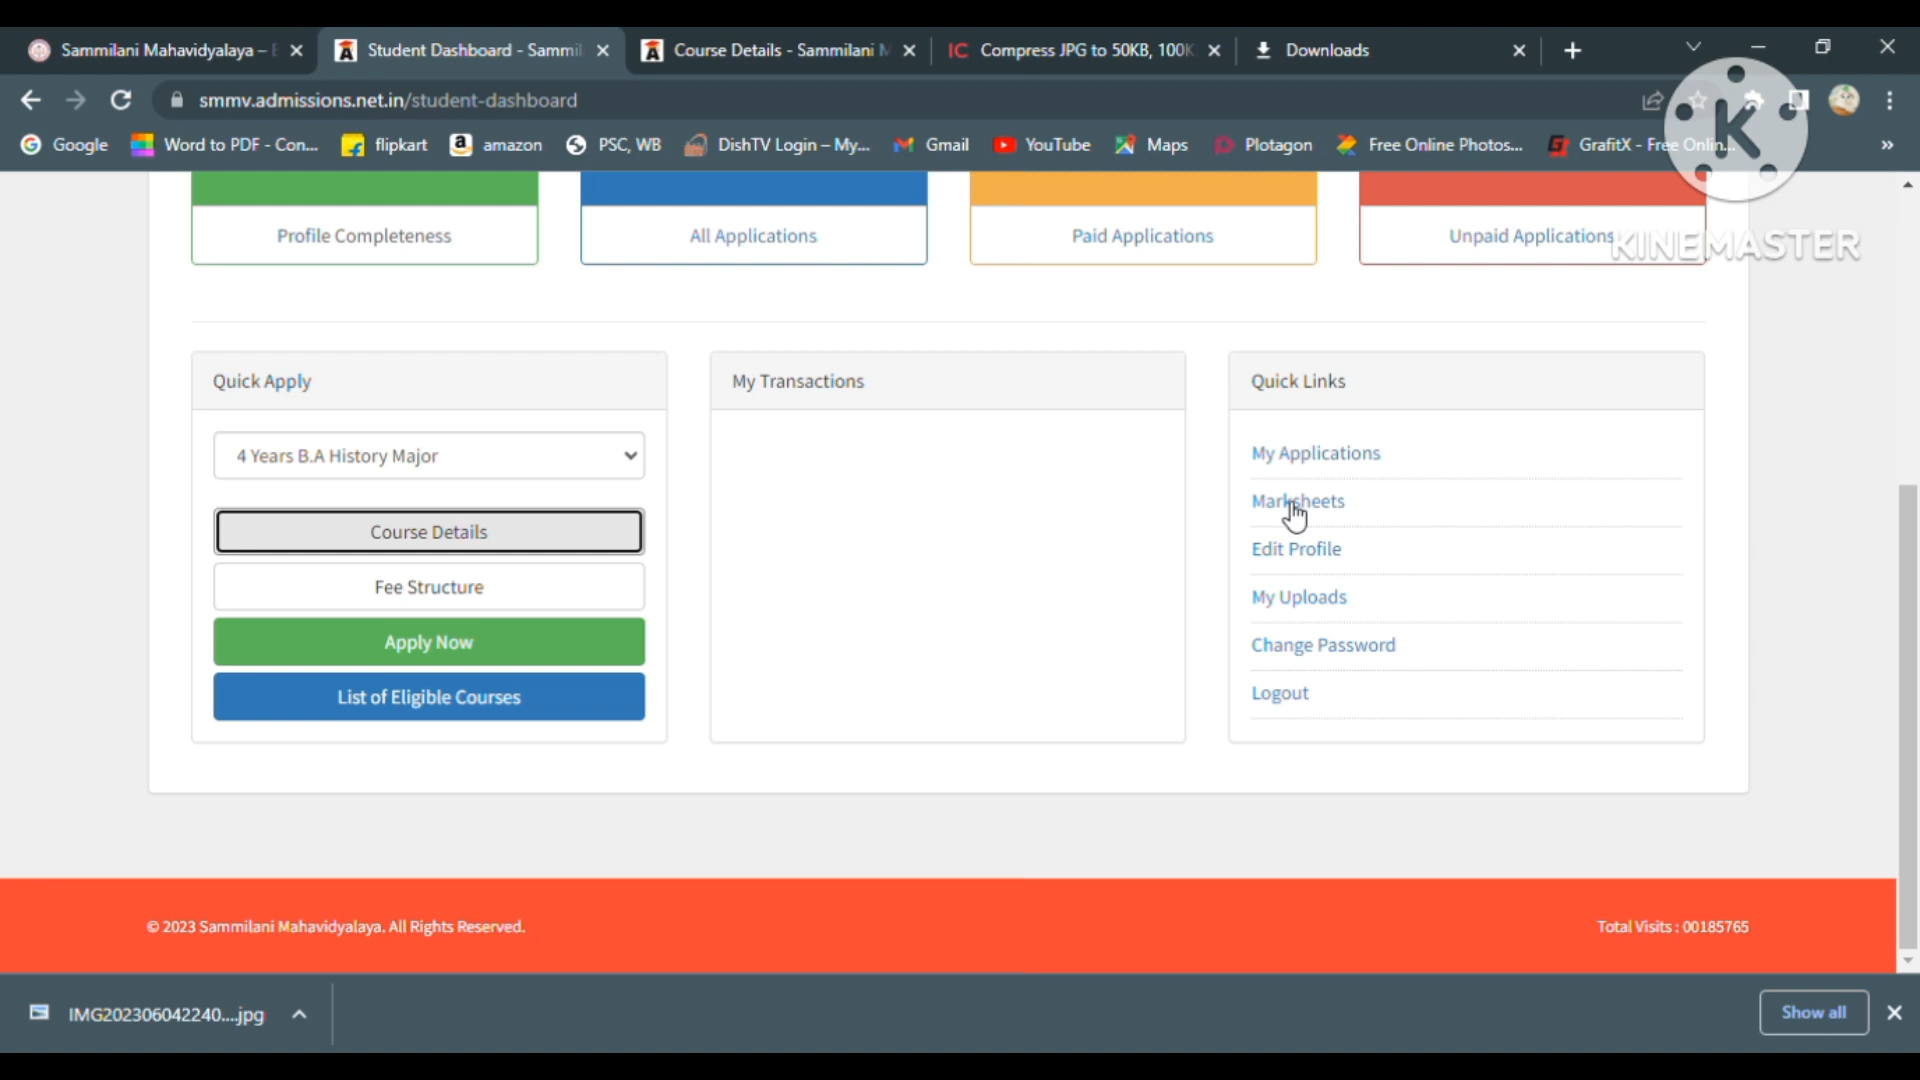 Sammilani Mahavidyalaya – E
Student Dashboard - Sammil
Course Details - Sammilani M
IC Compress JPG to 50KB, 100K
Downloads
smmv.admissions.net.in/student-dashboard
Google
Word to PDF - Con...
flipkart
amazon
PSC, WB
DishTV Login – My...
Gmail
YouTube
Maps
Plotagon
Free Online Photos...
GrafitX - Free Onlin...
»
K
KINEMASTER
Profile Completeness
All Applications
Paid Applications
Unpaid Applications
Quick Apply
4 Years B.A History Major
Course Details
Fee Structure
Apply Now
List of Eligible Courses
My Transactions
Quick Links
My Applications
Marksheets
Edit Profile
My Uploads
Change Password
Logout
© 2023 Sammilani Mahavidyalaya. All Rights Reserved.
Total Visits : 00185765
IMG202306042240....jpg
Show all